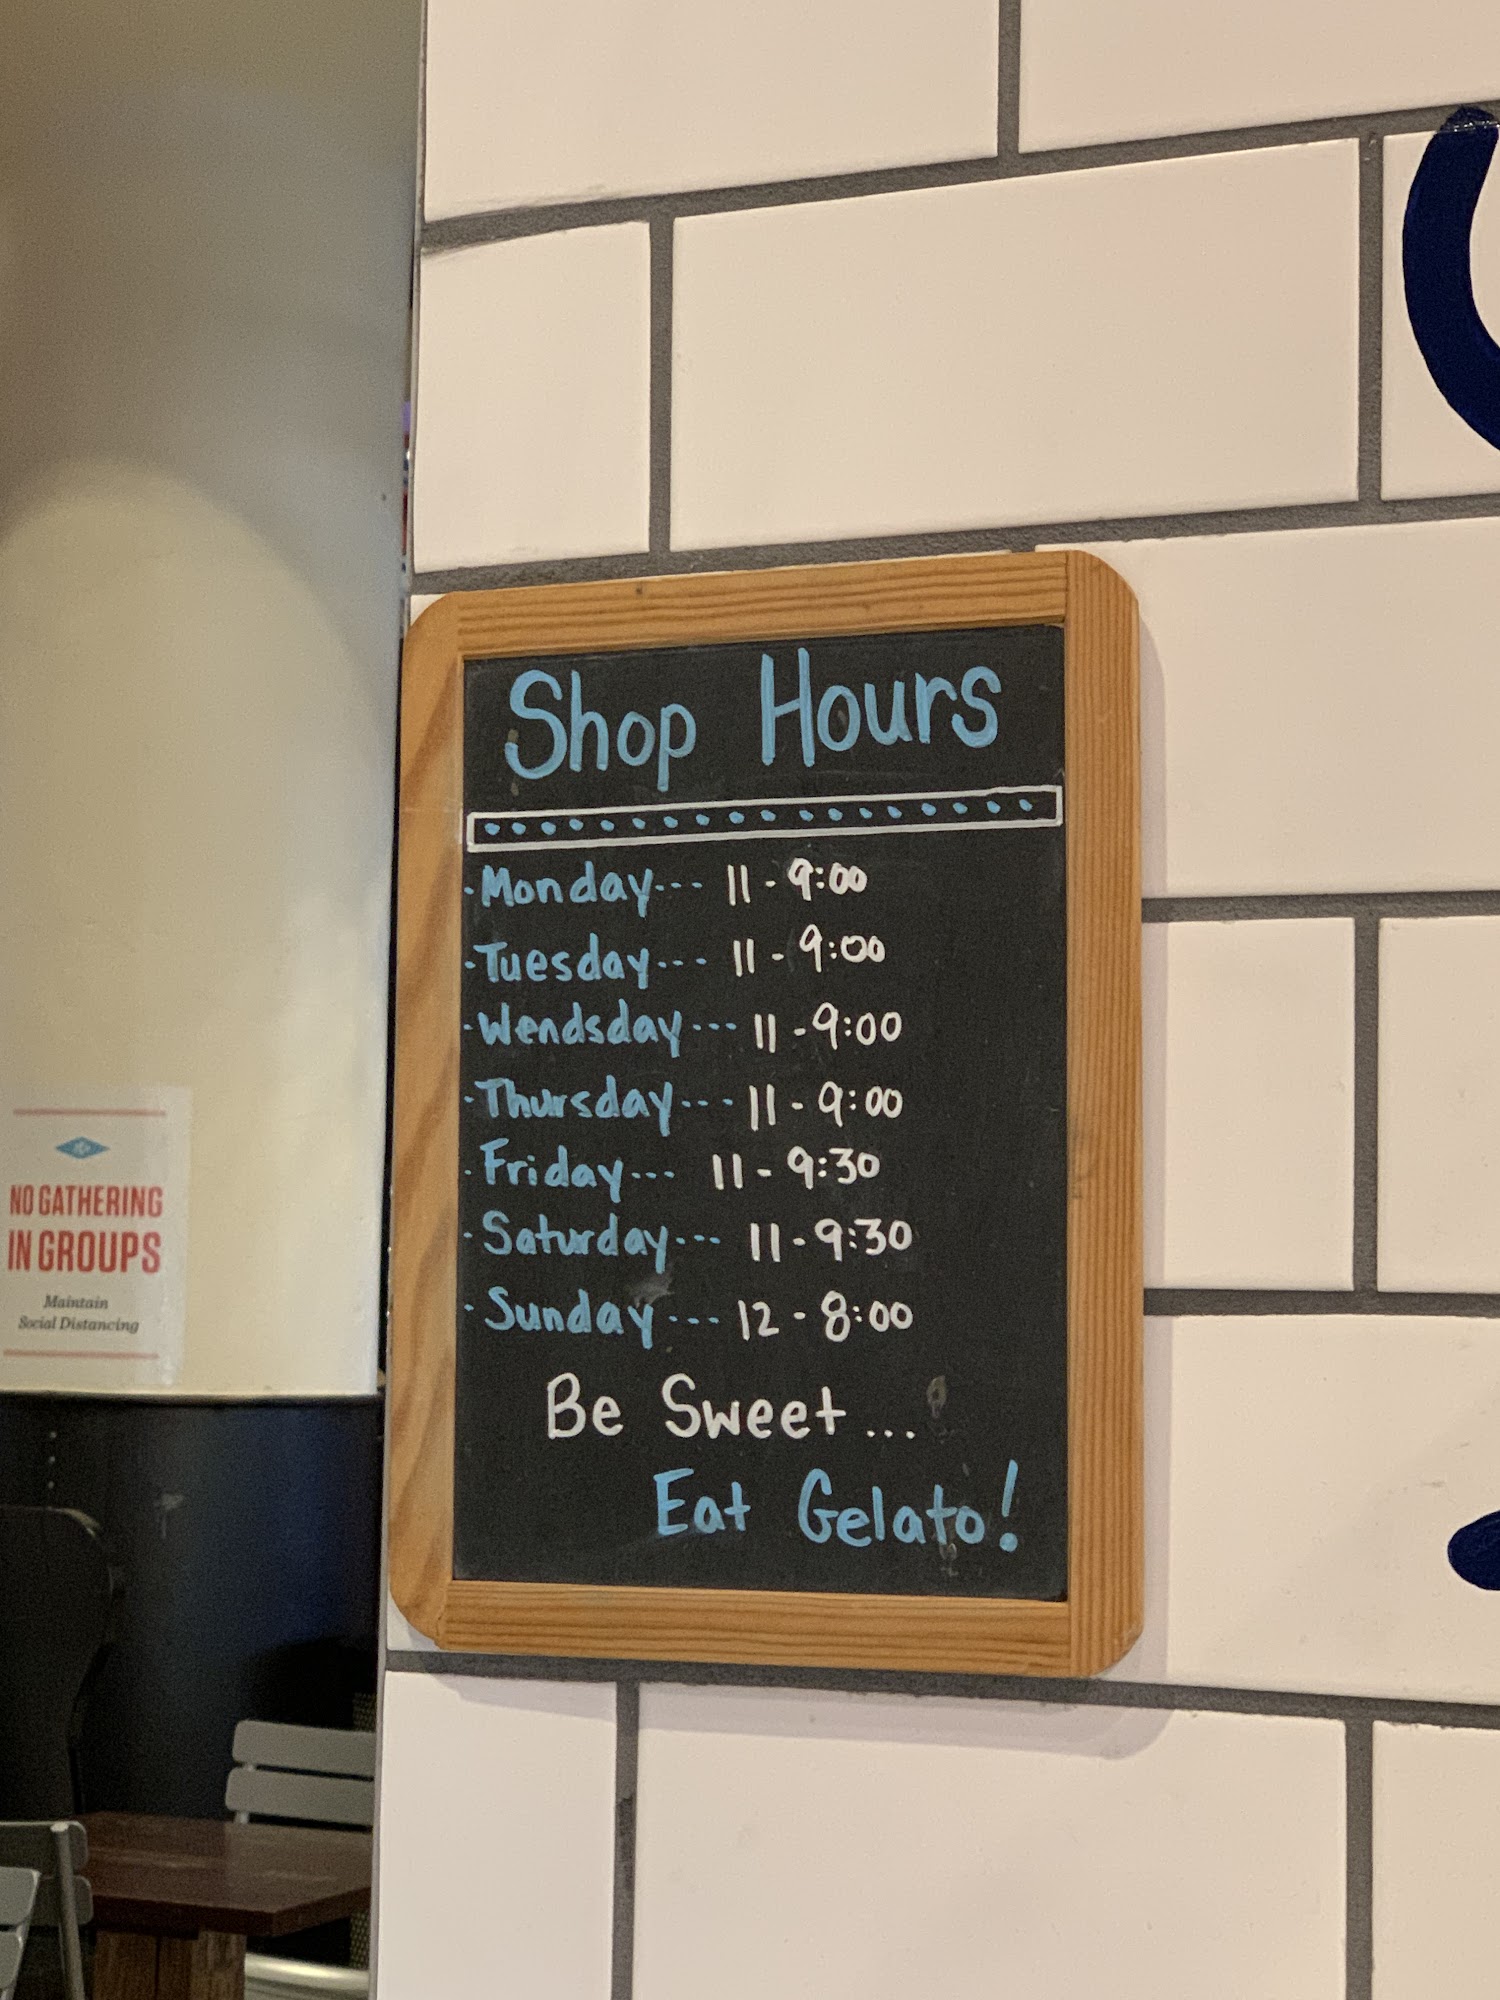 Shop Hours
· Monday --- 11 - 9:00
· Tuesday --- 11 - 9:00
· Wendsday --- 11 - 9:00
· Thursday --- 11 - 9:00
· Friday --- 11 - 9:30
· Saturday --- 11 - 9:30
· Sunday --- 12 - 8:00
Be Sweet ...
Eat Gelato!
NO GATHERING
IN GROUPS
Maintain
Social Distancing